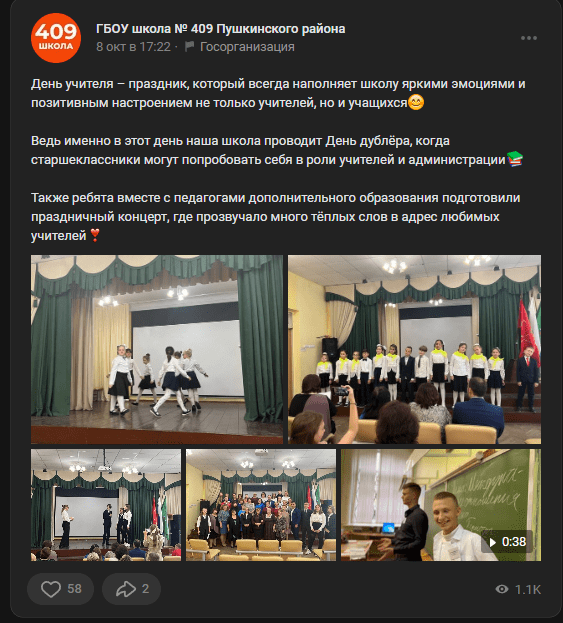 409
ШКОЛА
ГБОУ школа № 409 Пушкинского района
8 окт в 17:22 · Госорганизация
День учителя – праздник, который всегда наполняет школу яркими эмоциями и
позитивным настроением не только учителей, но и учащихся😊
Ведь именно в этот день наша школа проводит День дублёра, когда
старшеклассники могут попробовать себя в роли учителей и администрации📚
Также ребята вместе с педагогами дополнительного образования подготовили
праздничный концерт, где прозвучало много тёплых слов в адрес любимых
учителей❣
0:38
58
2
1.1K